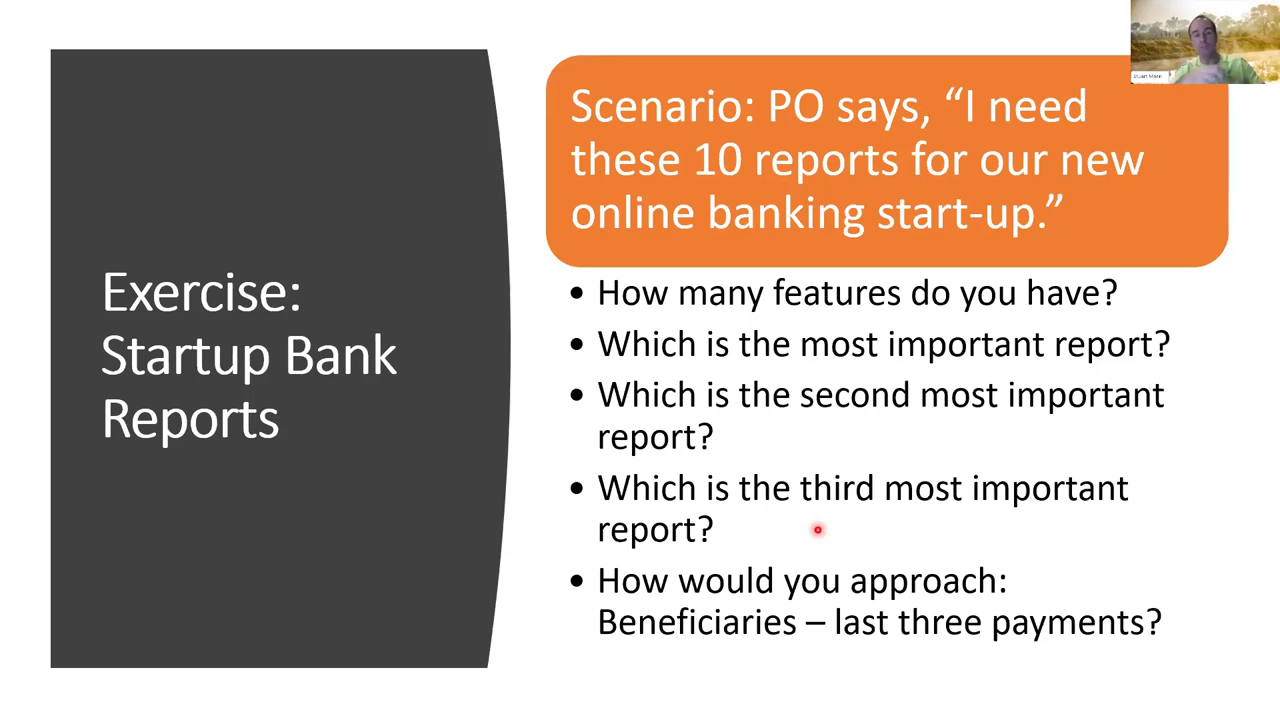 Exercise:
Startup Bank
Reports
Scenario: PO says, “I need
these 10 reports for our new
online banking start-up.”
• How many features do you have?
• Which is the most important report?
• Which is the second most important
report?
• Which is the third most important
report?
• How would you approach:
Beneficiaries – last three payments?
Stuart Mann